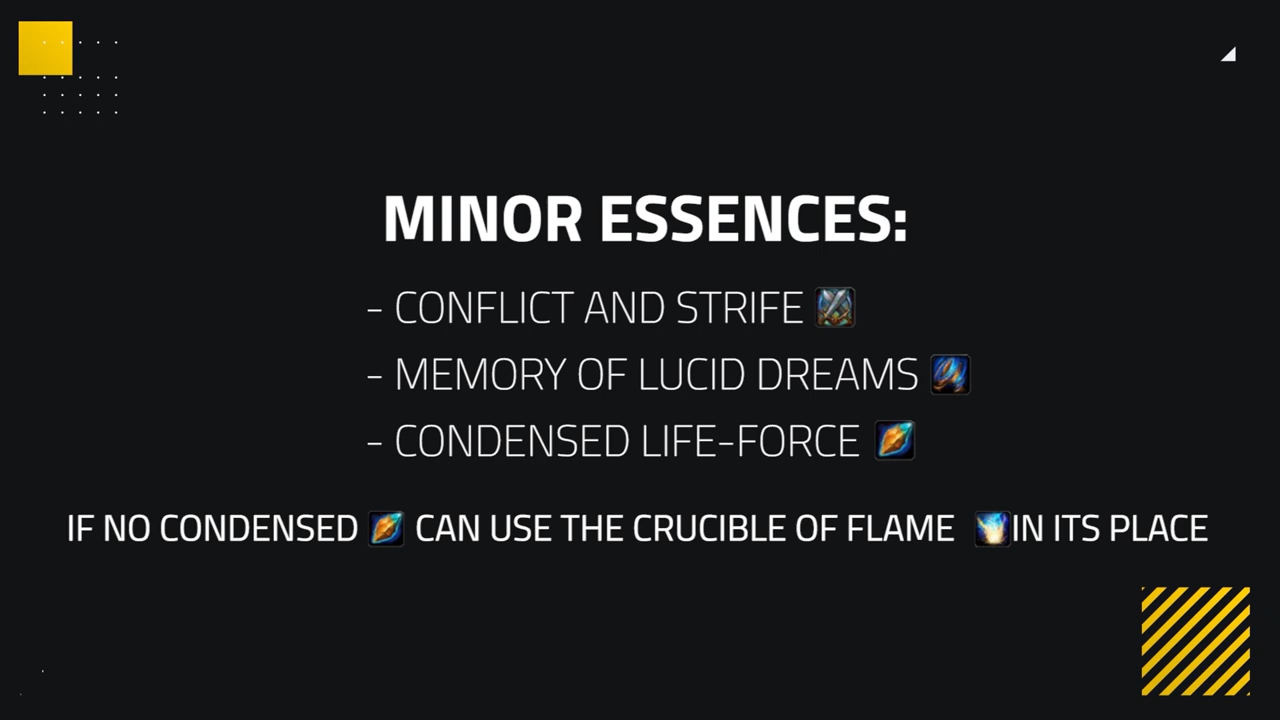 MINOR ESSENCES:
- CONFLICT AND STRIFE
- MEMORY OF LUCID DREAMS
- CONDENSED LIFE-FORCE
IF NO CONDENSED CAN USE THE CRUCIBLE OF FLAME IN ITS PLACE